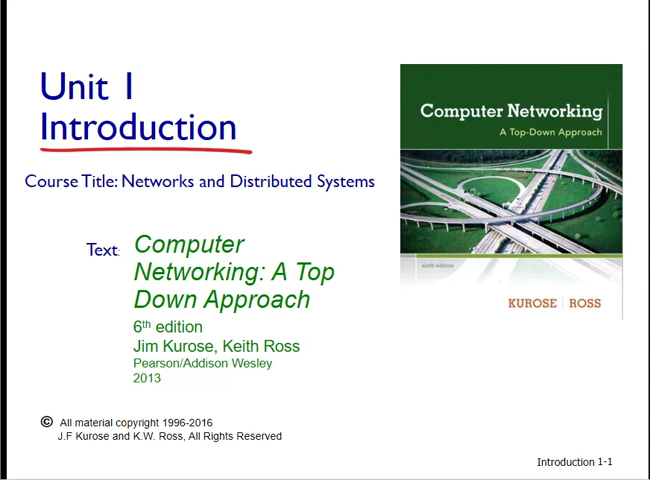 Unit 1
Introduction
Course Title: Networks and Distributed Systems
Text:
Computer
Networking: A Top
Down Approach
6th edition
Jim Kurose, Keith Ross
Pearson/Addison Wesley
2013
Computer Networking
A Top-Down Approach
sixth edition
KUROSE | ROSS
© All material copyright 1996-2016
J.F Kurose and K.W. Ross, All Rights Reserved
Introduction 1-1